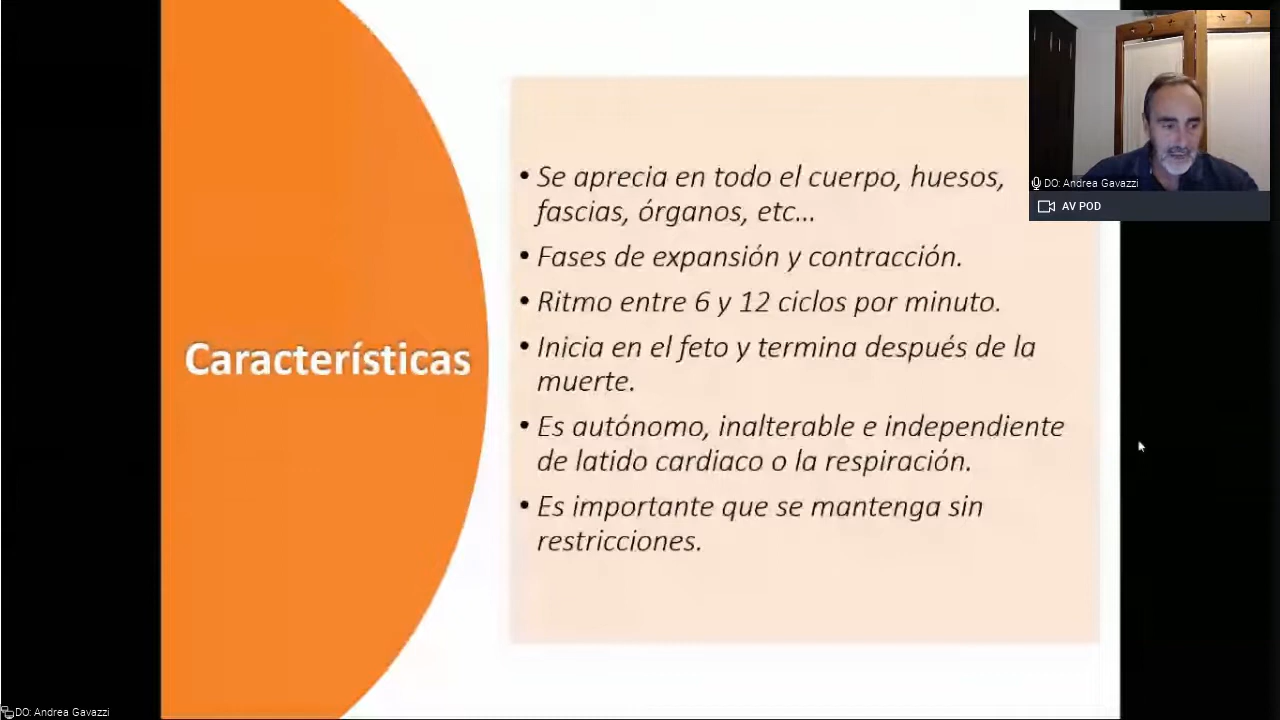 Características
• Se aprecia en todo el cuerpo, huesos,
fascias, órganos, etc...
• Fases de expansión y contracción.
• Ritmo entre 6 y 12 ciclos por minuto.
• Inicia en el feto y termina después de la
muerte.
• Es autónomo, inalterable e independiente
de latido cardiaco o la respiración.
• Es importante que se mantenga sin
restricciones.
DO: Andrea Gavazzi
AV POD
DO: Andrea Gavazzi